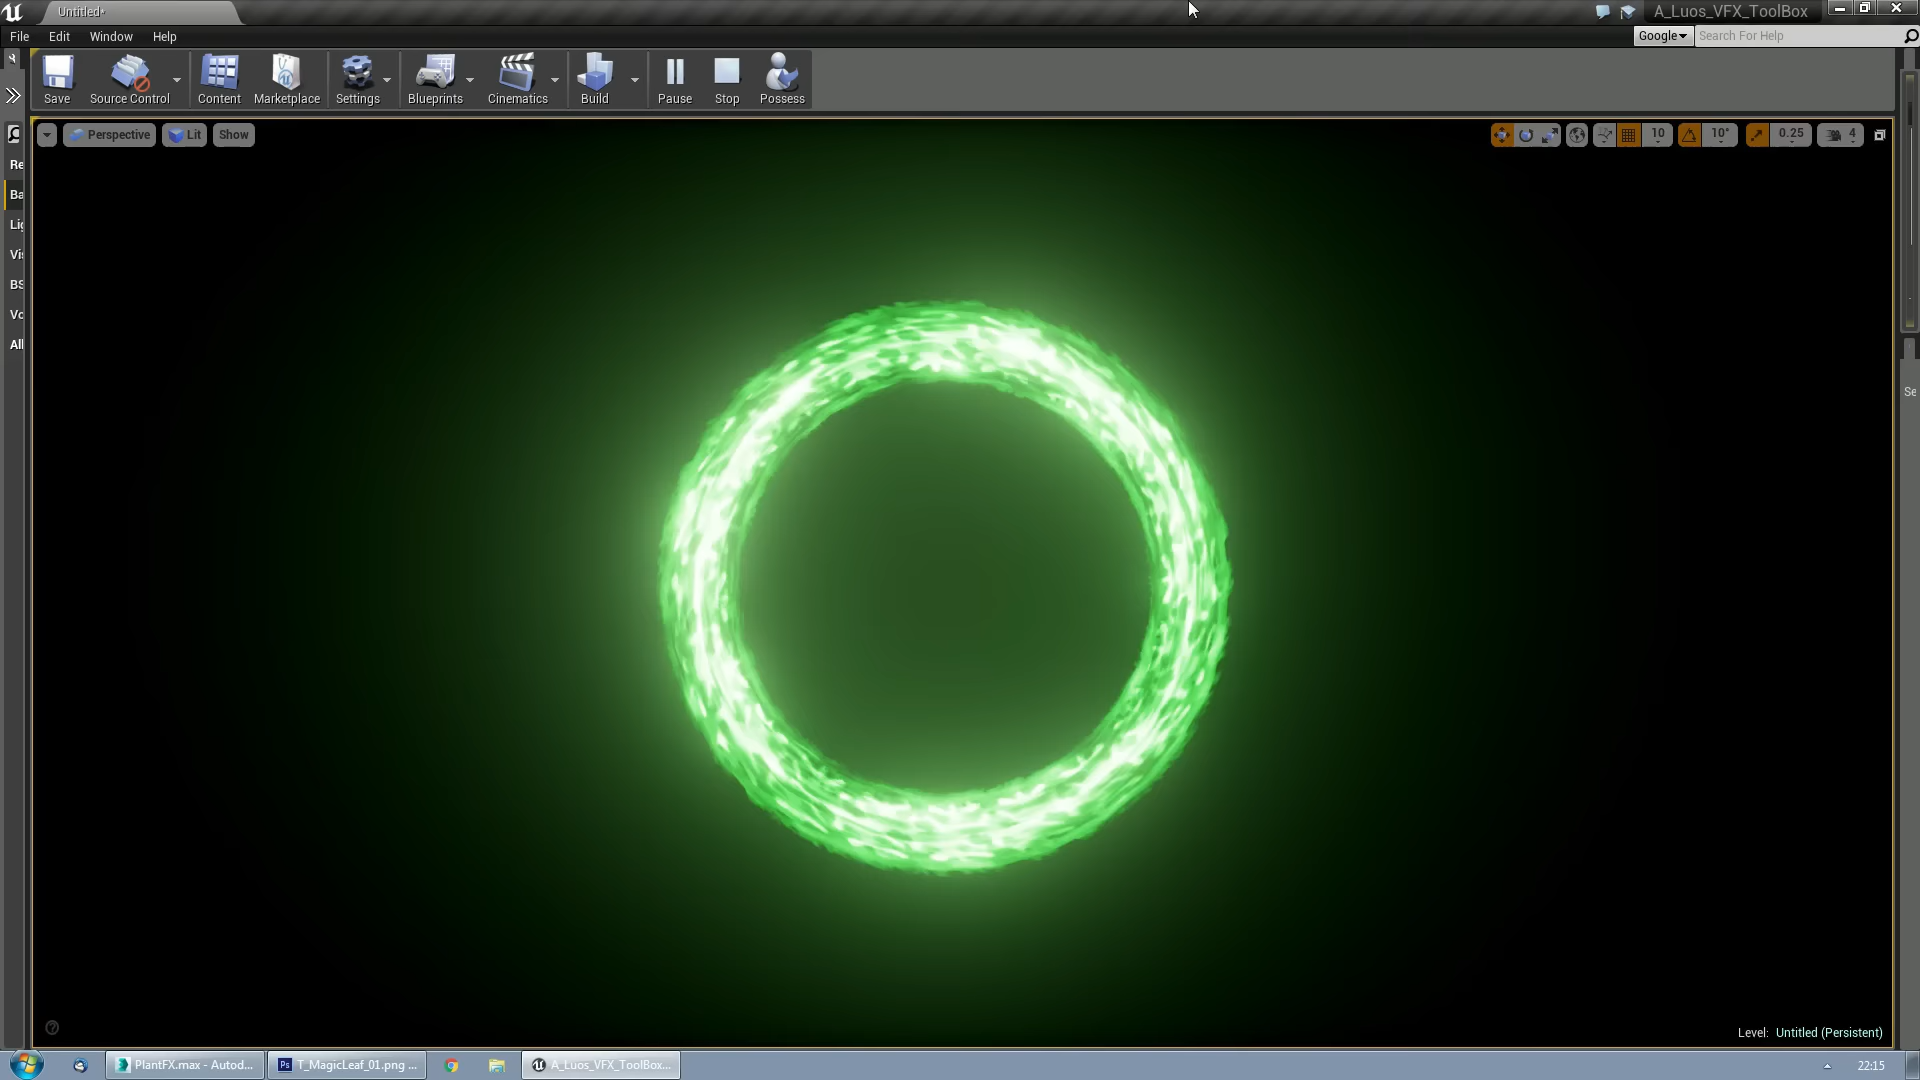 Untitled*
A_Luos_VFX_ToolBox
File Edit Window Help
Google Search For Help
Save Source Control Content Marketplace Settings Blueprints Cinematics Build Pause Stop Possess
Perspective Lit Show 10 10° 0.25 4
Re
Ba
Lig
Vis
BS
Vo
All
Se
Level: Untitled (Persistent)
PlantFX.max - Autod... Ps T_MagicLeaf_01.png ... A_Luos_VFX_ToolBox... 22:15